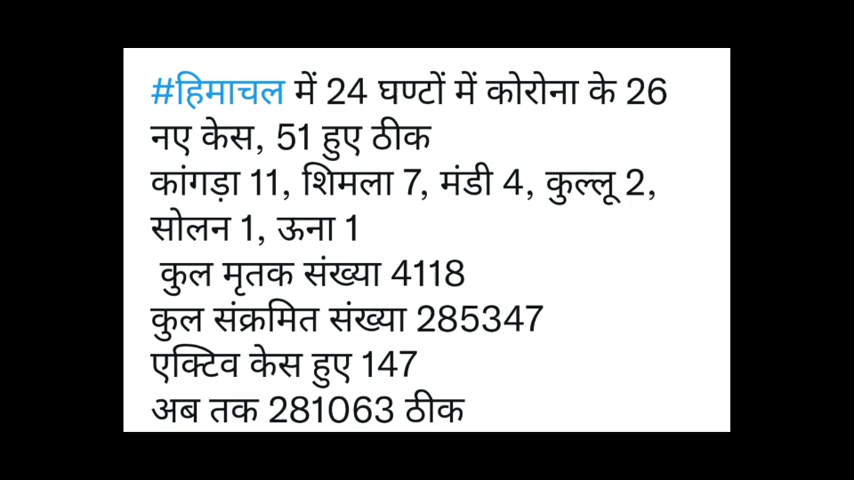 #हिमाचल में 24 घण्टों में कोरोना के 26
नए केस, 51 हुए ठीक
कांगड़ा 11, शिमला 7, मंडी 4, कुल्लू 2,
सोलन 1, ऊना 1
कुल मृतक संख्या 4118
कुल संक्रमित संख्या 285347
एक्टिव केस हुए 147
अब तक 281063 ठीक